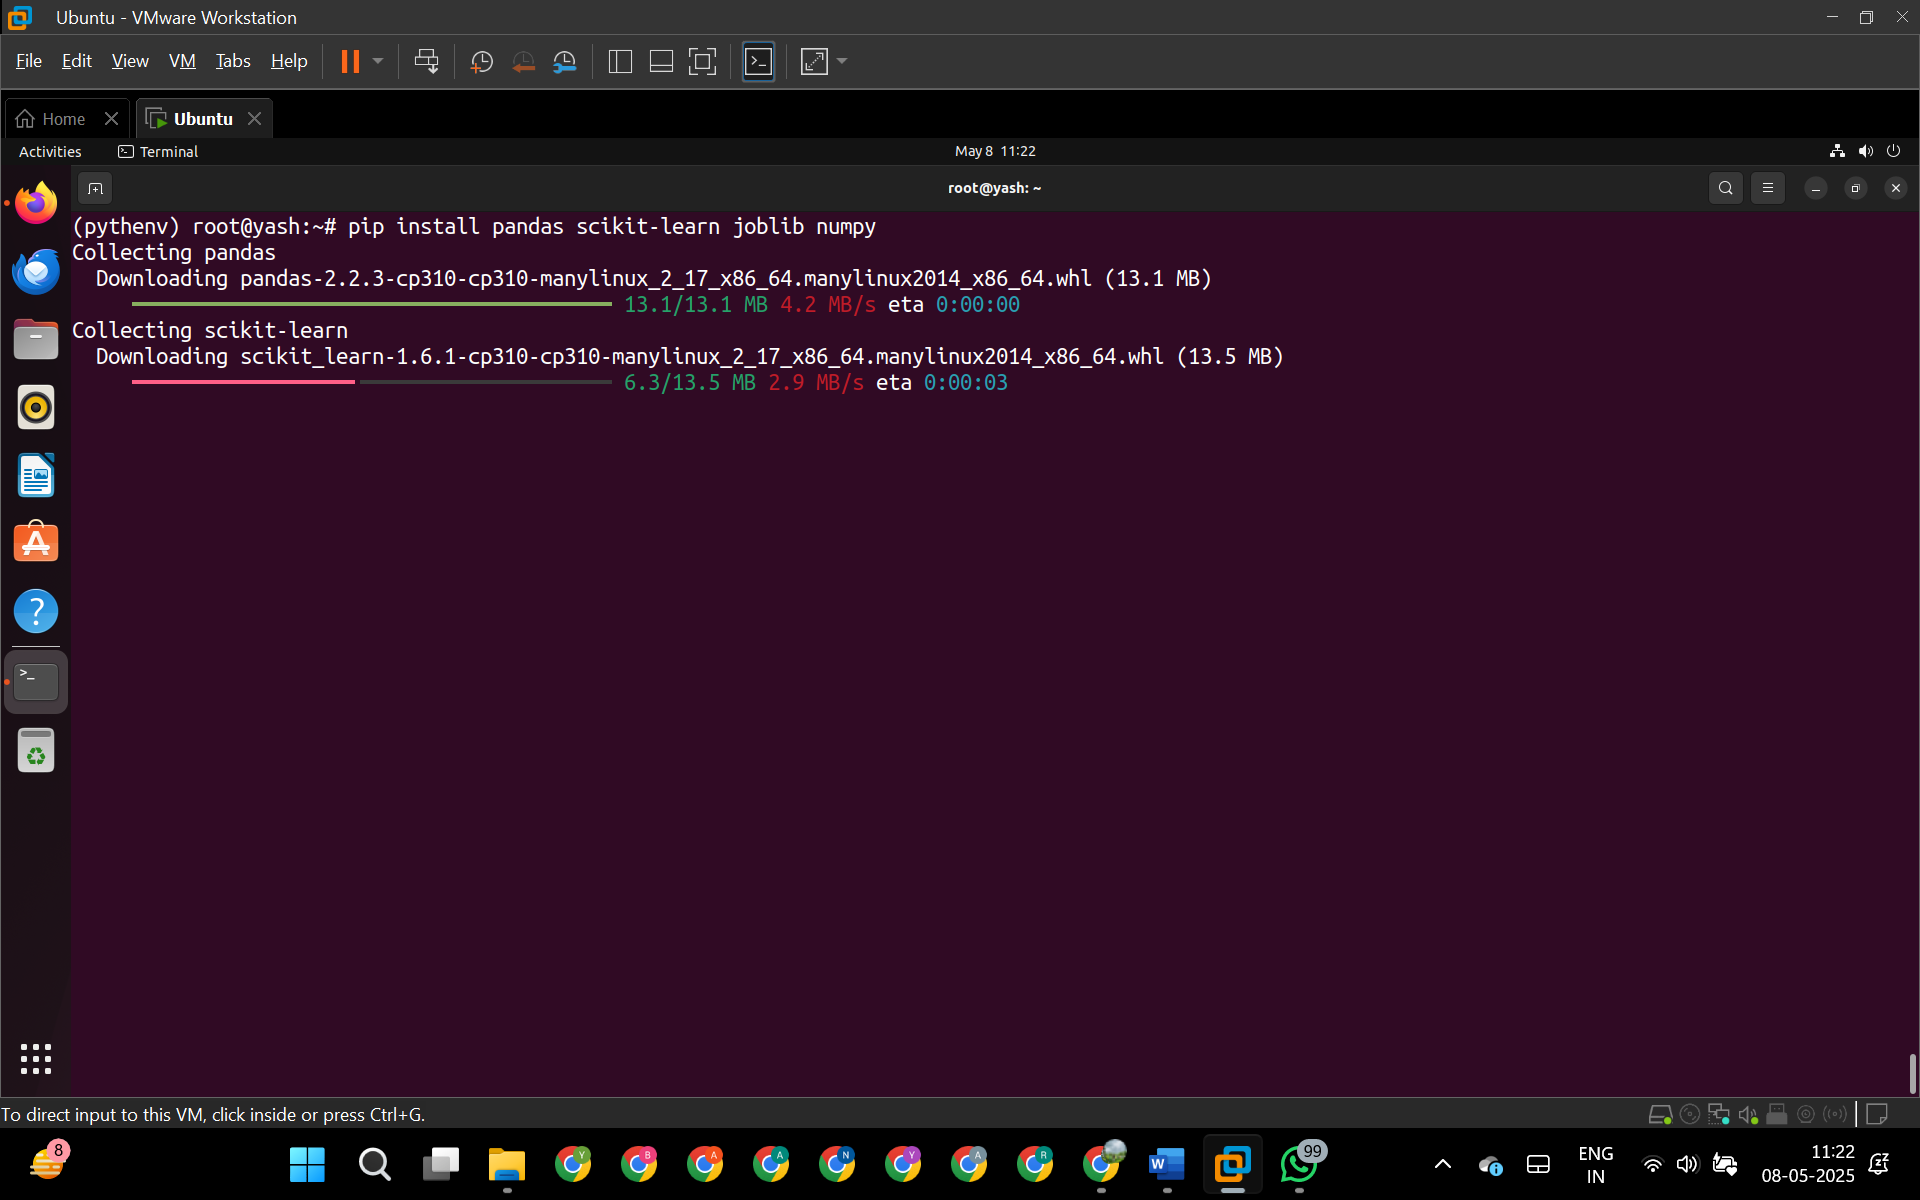 Ubuntu - VMware Workstation
File Edit View VM Tabs Help
Home Ubuntu
Activities Terminal May 8 11:22
root@yash: ~
(pythenv) root@yash:~# pip install pandas scikit-learn joblib numpy
Collecting pandas
Downloading pandas-2.2.3-cp310-cp310-manylinux_2_17_x86_64.manylinux2014_x86_64.whl (13.1 MB)
13.1/13.1 MB 4.2 MB/s eta 0:00:00
Collecting scikit-learn
Downloading scikit_learn-1.6.1-cp310-cp310-manylinux_2_17_x86_64.manylinux2014_x86_64.whl (13.5 MB)
6.3/13.5 MB 2.9 MB/s eta 0:00:03
To direct input to this VM, click inside or press Ctrl+G.
8 Y B A A N Y A R W 99 ENG 11:22
IN 08-05-2025